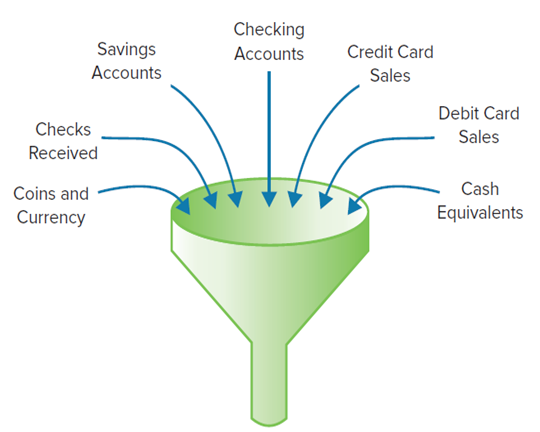 Checking
Accounts
Savings
Accounts
Credit Card
Sales
Checks
Received
Debit Card
Sales
Coins and
Currency
Cash
Equivalents